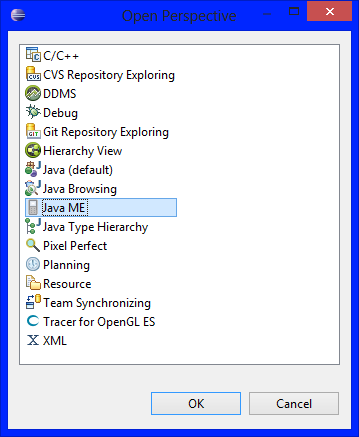 Open Perspective
C/C++
CVS Repository Exploring
DDMS
Debug
Git Repository Exploring
Hierarchy View
Java (default)
Java Browsing
Java ME
Java Type Hierarchy
Pixel Perfect
Planning
Resource
Team Synchronizing
Tracer for OpenGL ES
XML
OK Cancel